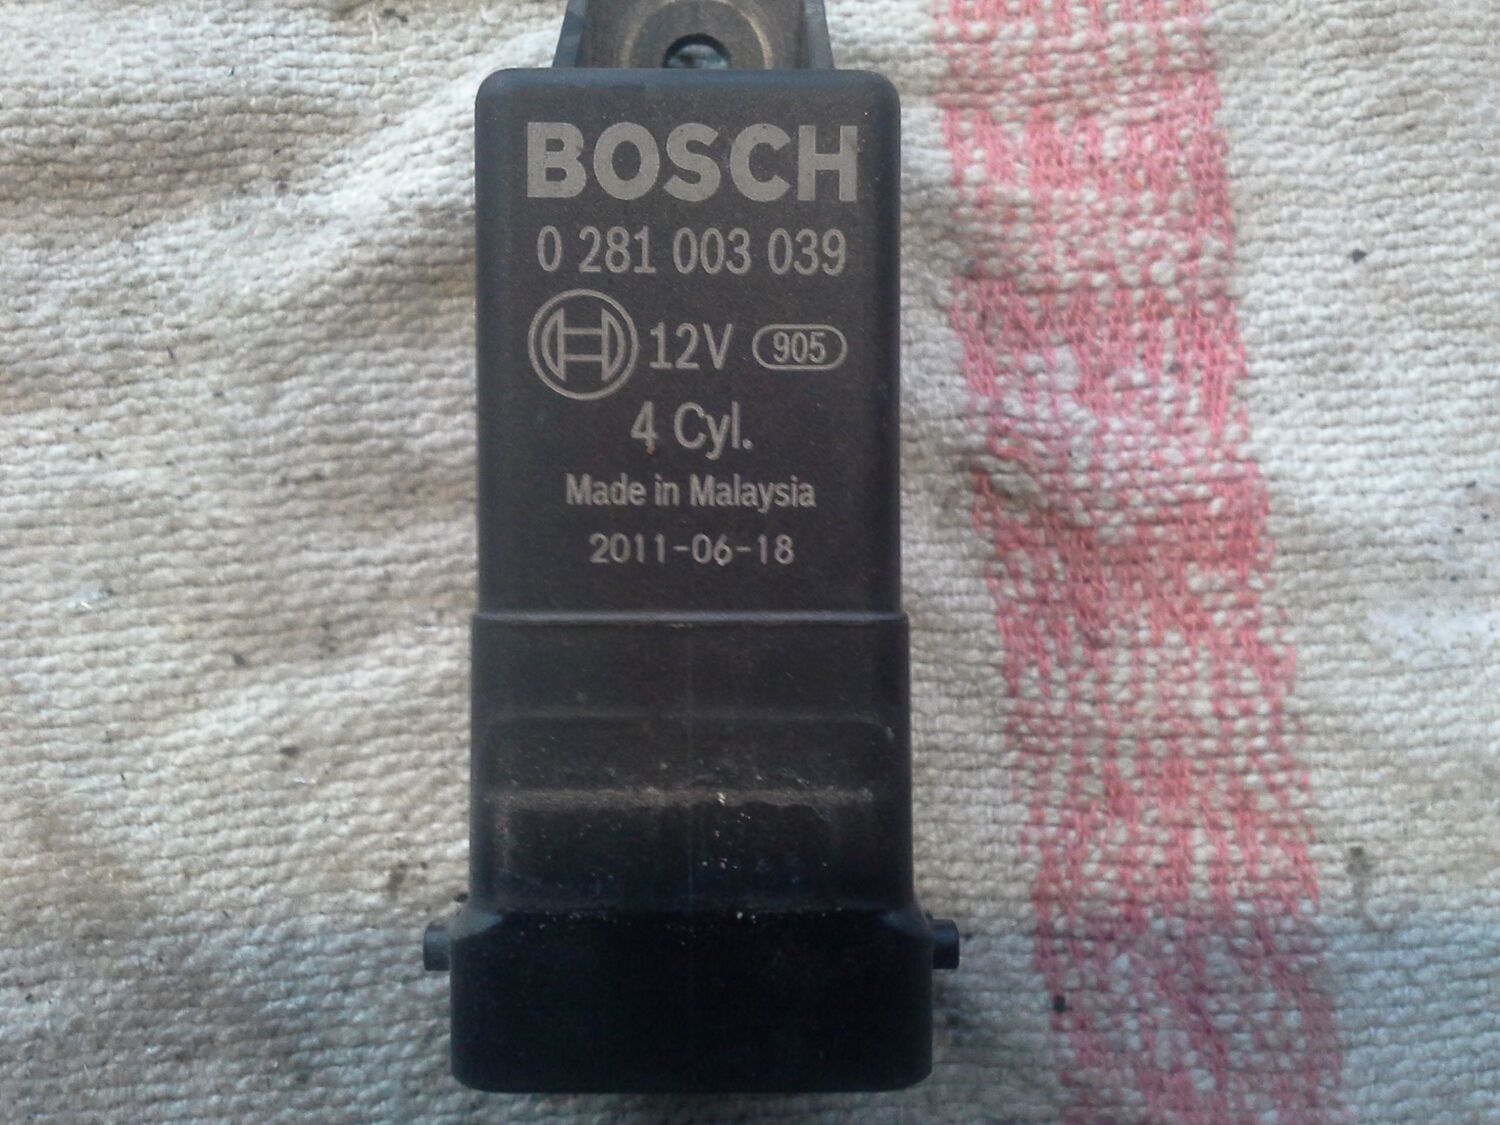 BOSCH
0 281 003 039
12V 905
4 Cyl.
Made in Malaysia
2011-06-18